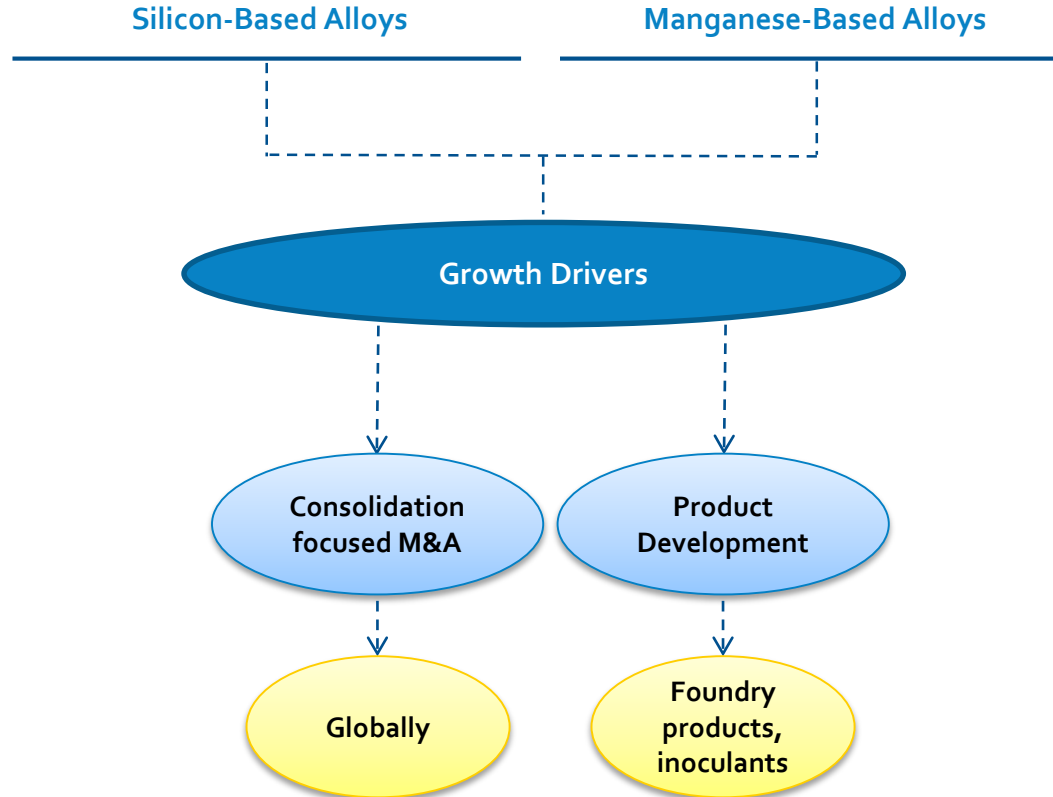 Silicon-Based Alloys
Manganese-Based Alloys
Growth Drivers
Consolidation
focused M&A
Product
Development
Globally
Foundry
products,
inoculants